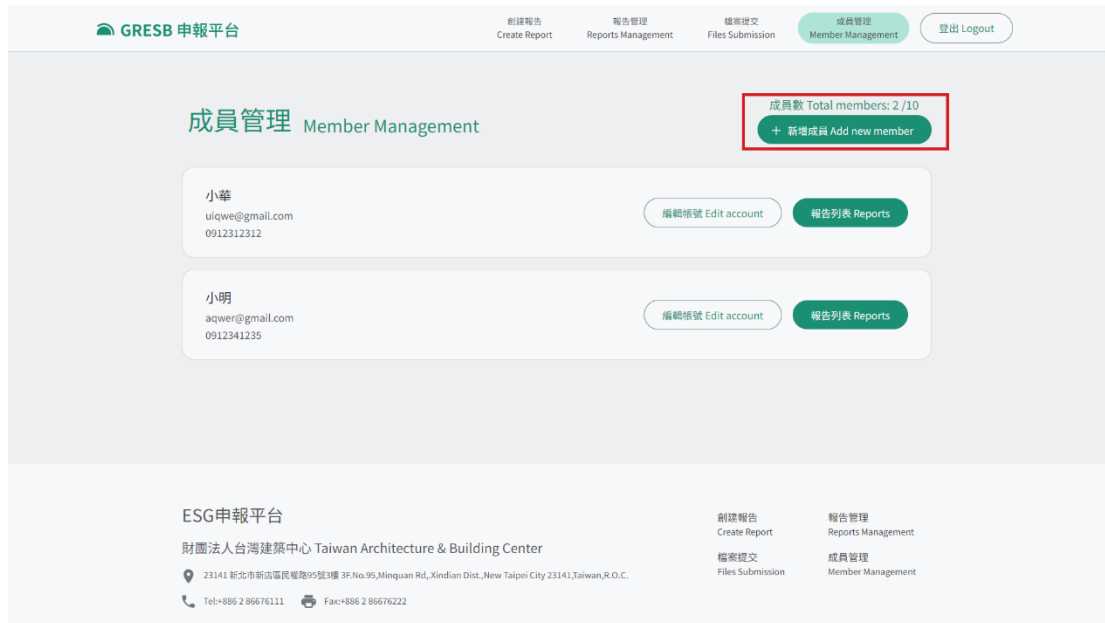 GRESB 申報平台
創建報告
Create Report
報告管理
Reports Management
檔案提交
Files Submission
成員管理
Member Management
登出 Logout
成員管理 Member Management
成員數 Total members: 2 /10
+ 新增成員 Add new member
小華
uiqwe@gmail.com
0912312312
編輯帳號 Edit account
報告列表 Reports
小明
aqwer@gmail.com
0912341235
編輯帳號 Edit account
報告列表 Reports
ESG申報平台
財團法人台灣建築中心 Taiwan Architecture & Building Center
23141 新北市新店區民權路95號3樓 3F.No.95,Minquan Rd,.Xindian Dist.,New Taipei City 23141,Taiwan,R.O.C.
Tel:+886 2 86676111
Fax:+886 2 86676222
創建報告
Create Report
報告管理
Reports Management
檔案提交
Files Submission
成員管理
Member Management